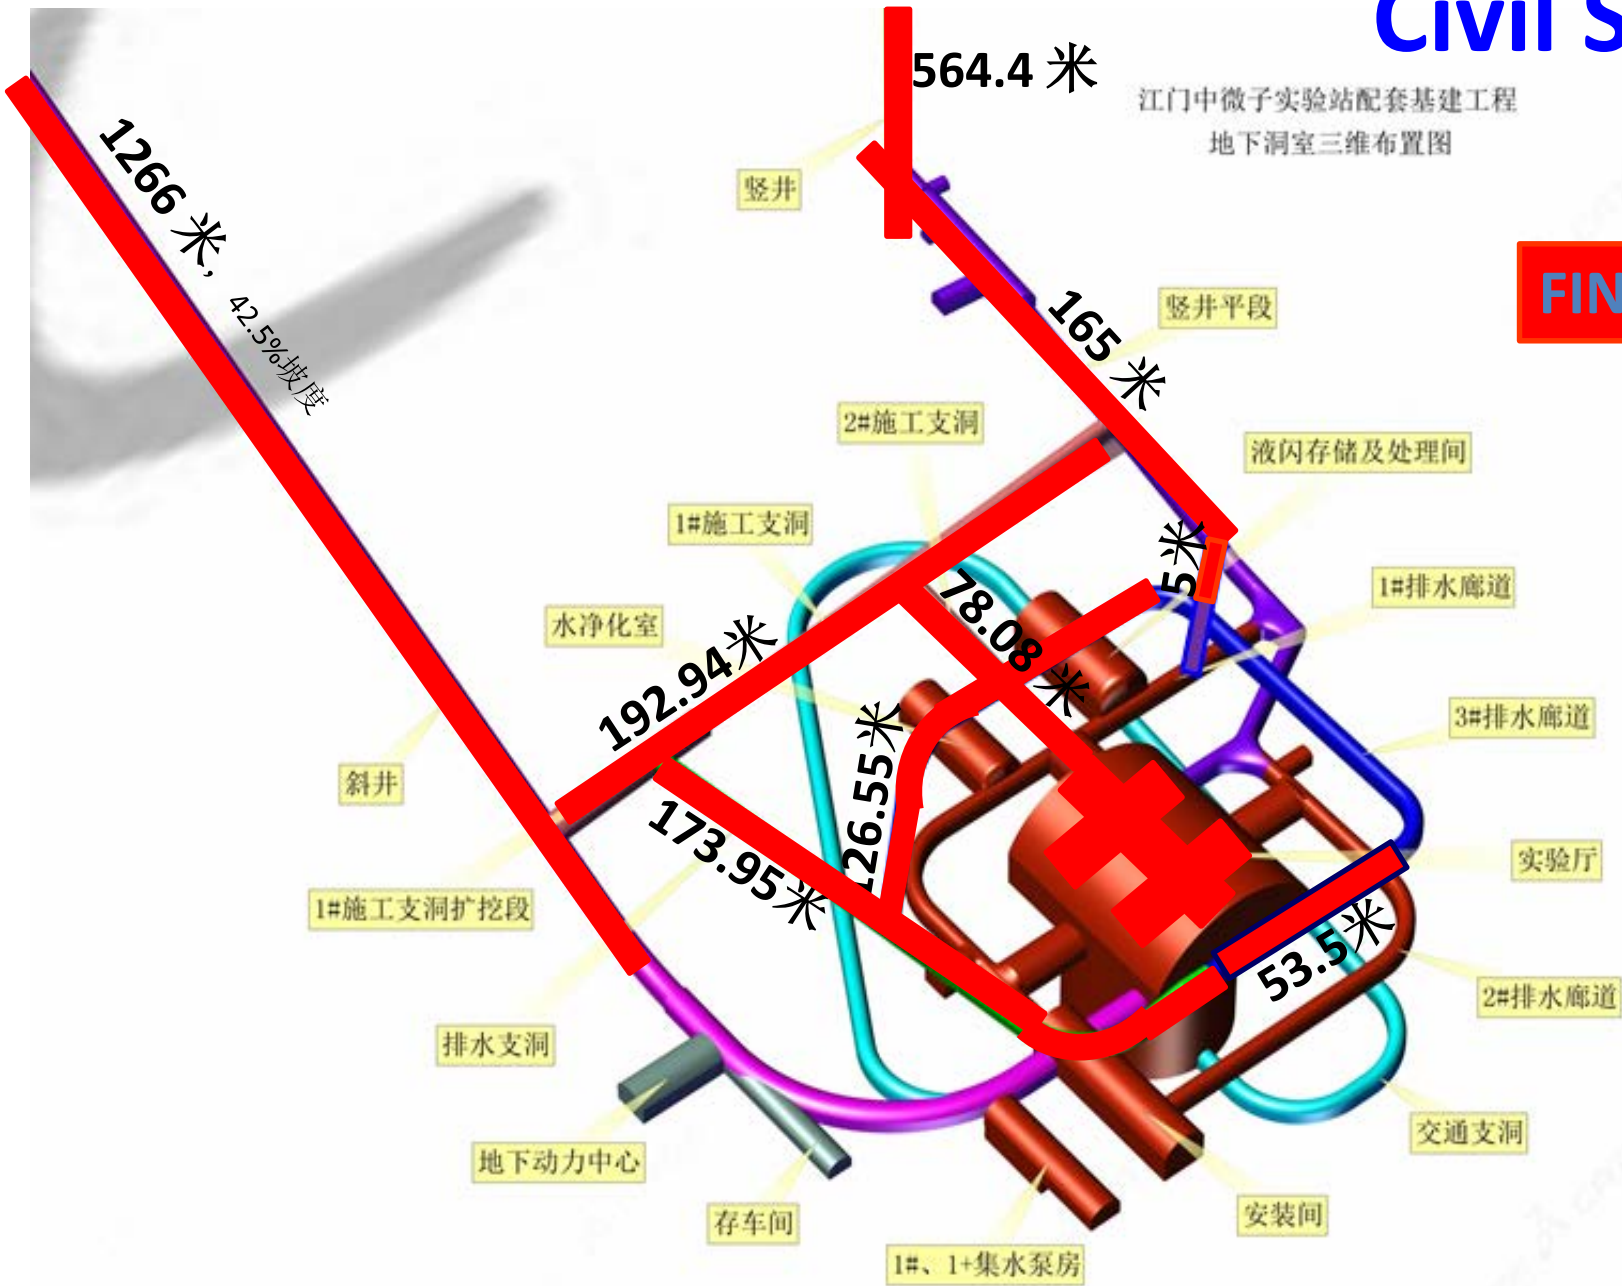 Civil S
564.4 米
江门中微子实验站配套基建工程
地下洞室三维布置图
1266 米，
42.5%坡度
竖井
FIN
竖井平段
165 米
2#施工支洞
液闪存储及处理间
1#施工支洞
5米
1#排水廊道
78.08 米
水净化室
192.94米
3#排水廊道
126.55米
斜井
173.95米
实验厅
1#施工支洞扩挖段
53.5米
2#排水廊道
排水支洞
交通支洞
地下动力中心
存车间
安装间
1#、1+集水泵房